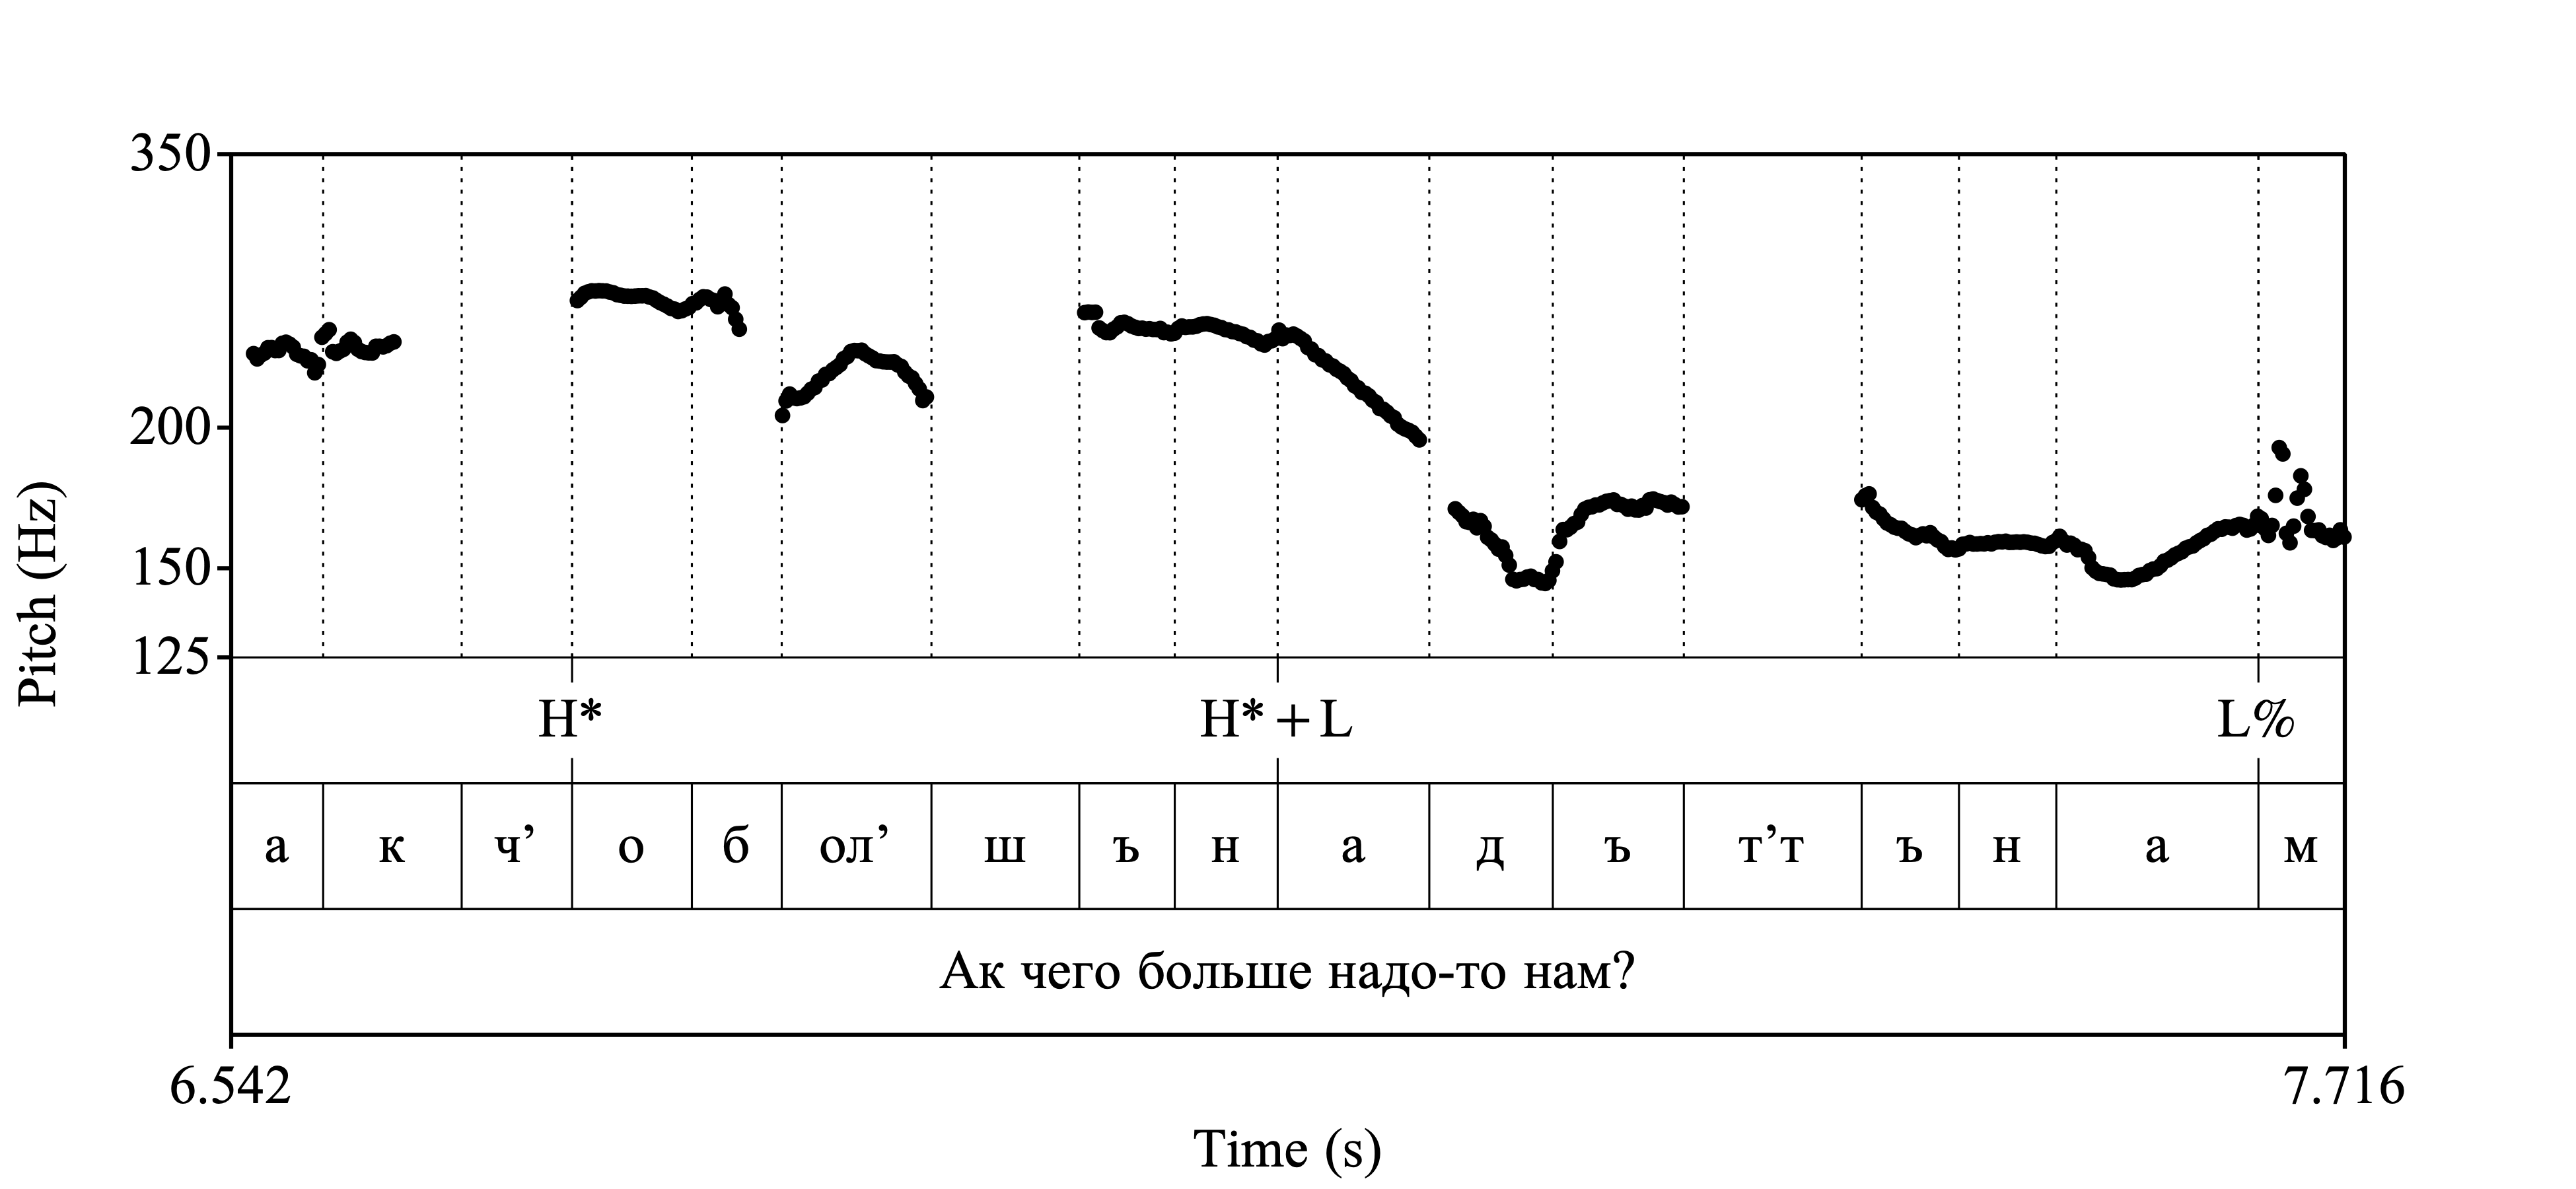 350
200
150
125
Pitch (Hz)
H* H* + L L%
а к ч’ о б ол’ ш ъ н а д ъ т’т ъ н а м
Ак чего больше надо-то нам?
6.542 7.716
Time (s)